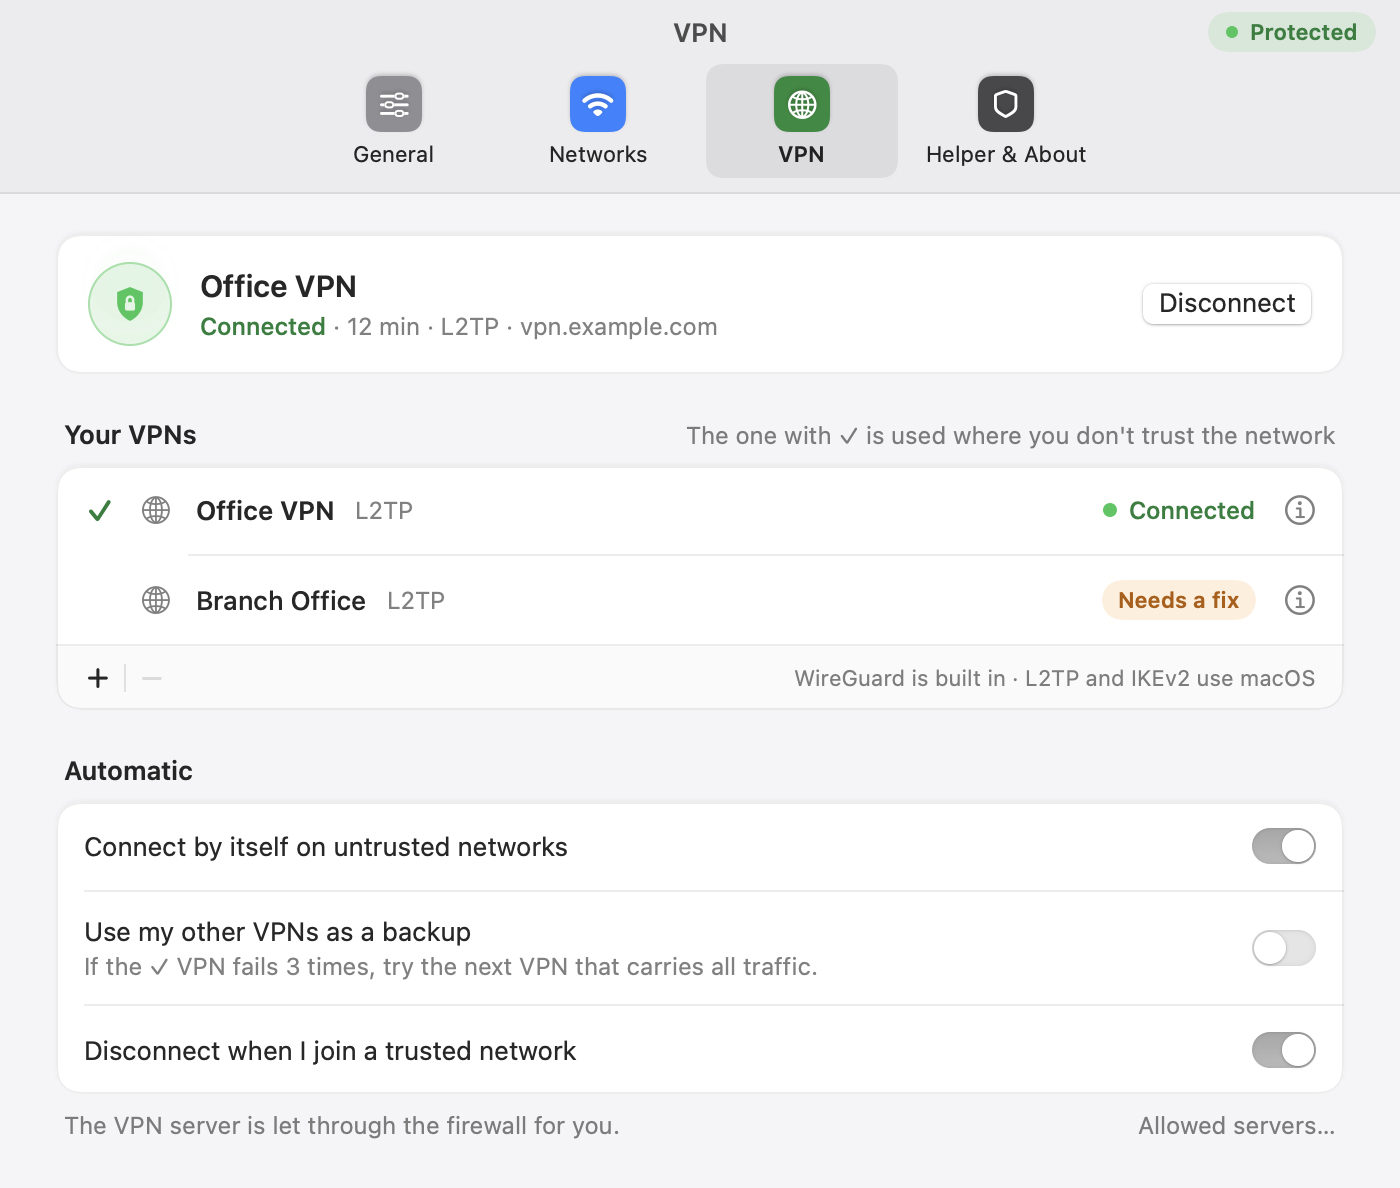 VPN
Protected
General
Networks
VPN
Helper & About
Office VPN
Connected · 12 min · L2TP · vpn.example.com
Disconnect
Your VPNs
The one with ✓ is used where you don't trust the network
Office VPN L2TP
Connected
Branch Office L2TP
Needs a fix
WireGuard is built in · L2TP and IKEv2 use macOS
Automatic
Connect by itself on untrusted networks
Use my other VPNs as a backup
If the ✓ VPN fails 3 times, try the next VPN that carries all traffic.
Disconnect when I join a trusted network
The VPN server is let through the firewall for you.
Allowed servers...